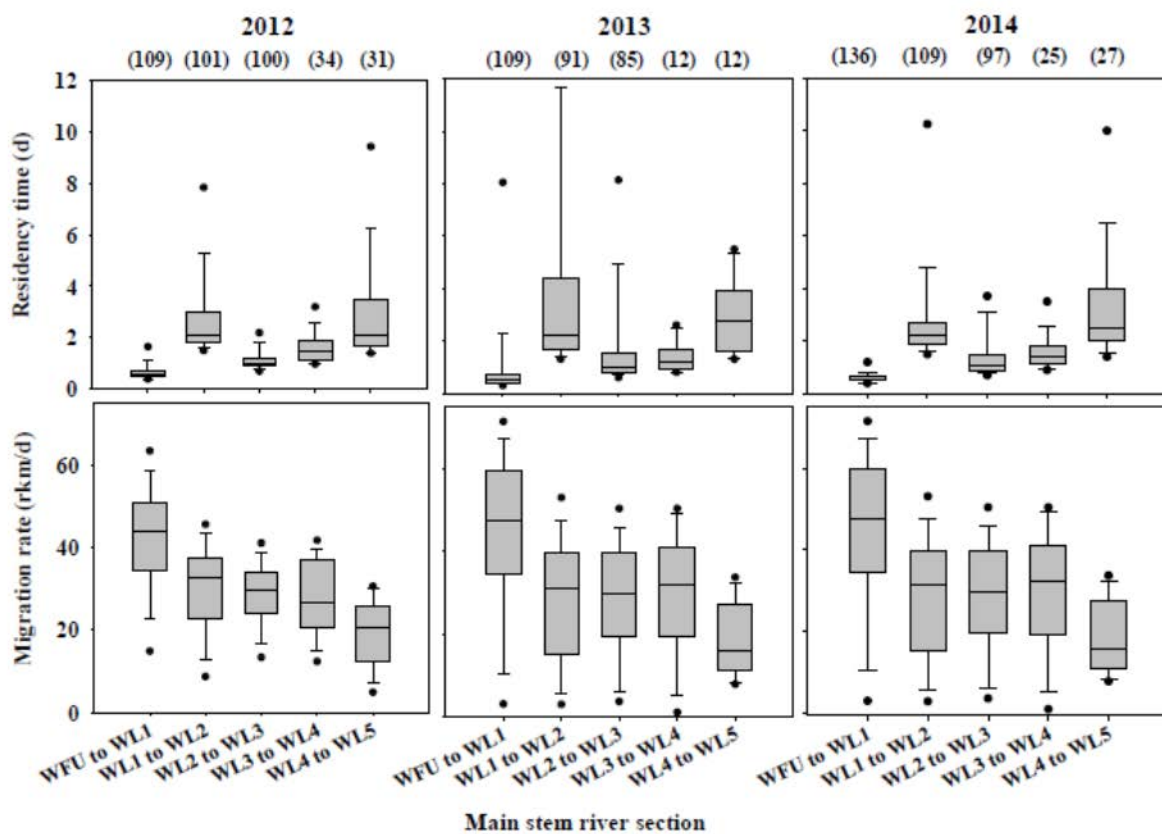 2012 2013 2014
(109) (101) (100) (34) (31) (109) (91) (85) (12) (12) (136) (109) (97) (25) (27)
Residency time (d)
12
10
8
6
4
2
0
Migration rate (rkm/d)
60
40
20
0
WFU to WL1 WL1 to WL2 WL2 to WL3 WL3 to WL4 WL4 to WL5 WFU to WL1 WL1 to WL2 WL2 to WL3 WL3 to WL4 WL4 to WL5 WFU to WL1 WL1 to WL2 WL2 to WL3 WL3 to WL4 WL4 to WL5
Main stem river section